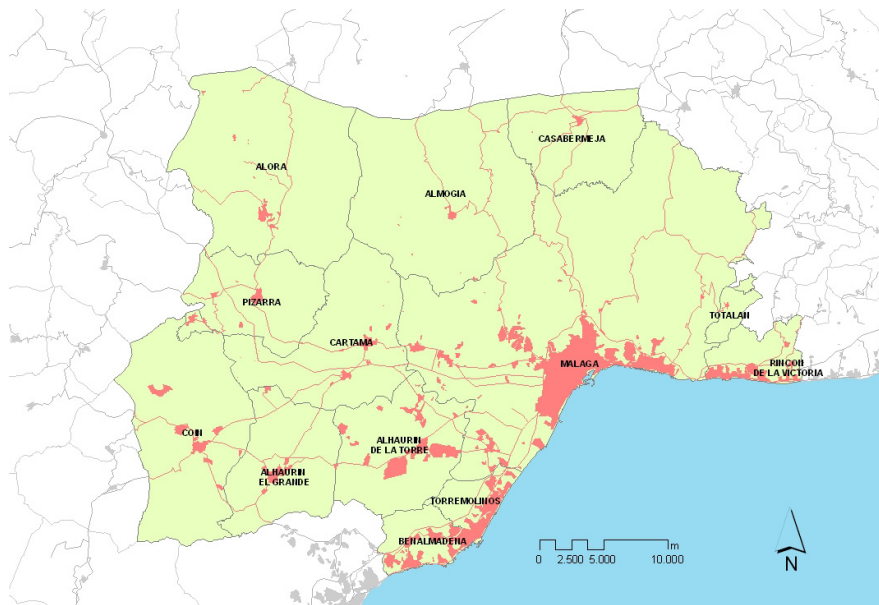 CASABERMEJA
ALORA
ALMOGIA
PIZARRA
TOTALAN
CARTAMA
MALAGA
RINCON
DE LA VICTORIA
COIN
ALHAURIN
DE LA TORRE
ALHAURIN
EL GRANDE
TORREMOLINOS
BENALMADENA
0 2.500 5.000 10.000 m
N